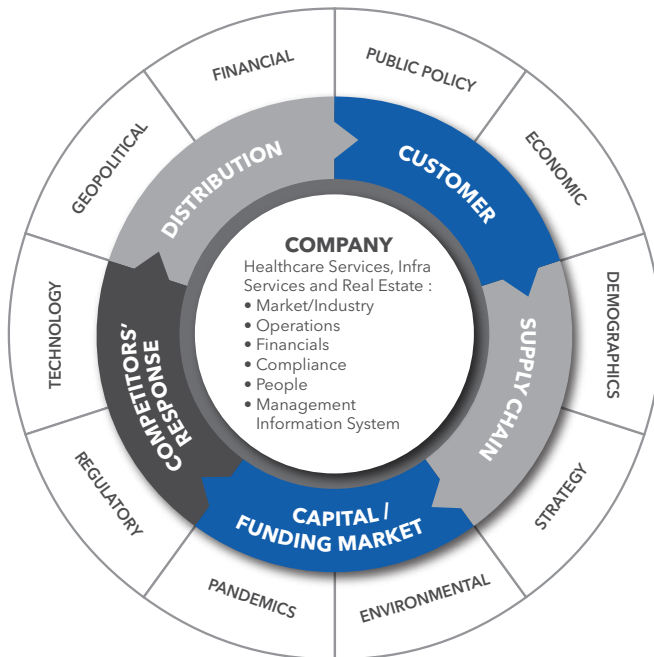 FINANCIAL
PUBLIC POLICY
ECONOMIC
DEMOGRAPHICS
STRATEGY
ENVIRONMENTAL
PANDEMICS
REGULATORY
TECHNOLOGY
GEOPOLITICAL
DISTRIBUTION
CUSTOMER
SUPPLY CHAIN
CAPITAL /
FUNDING MARKET
COMPETITORS'
RESPONSE
COMPANY
Healthcare Services, Infra
Services and Real Estate :
• Market/Industry
• Operations
• Financials
• Compliance
• People
• Management
Information System